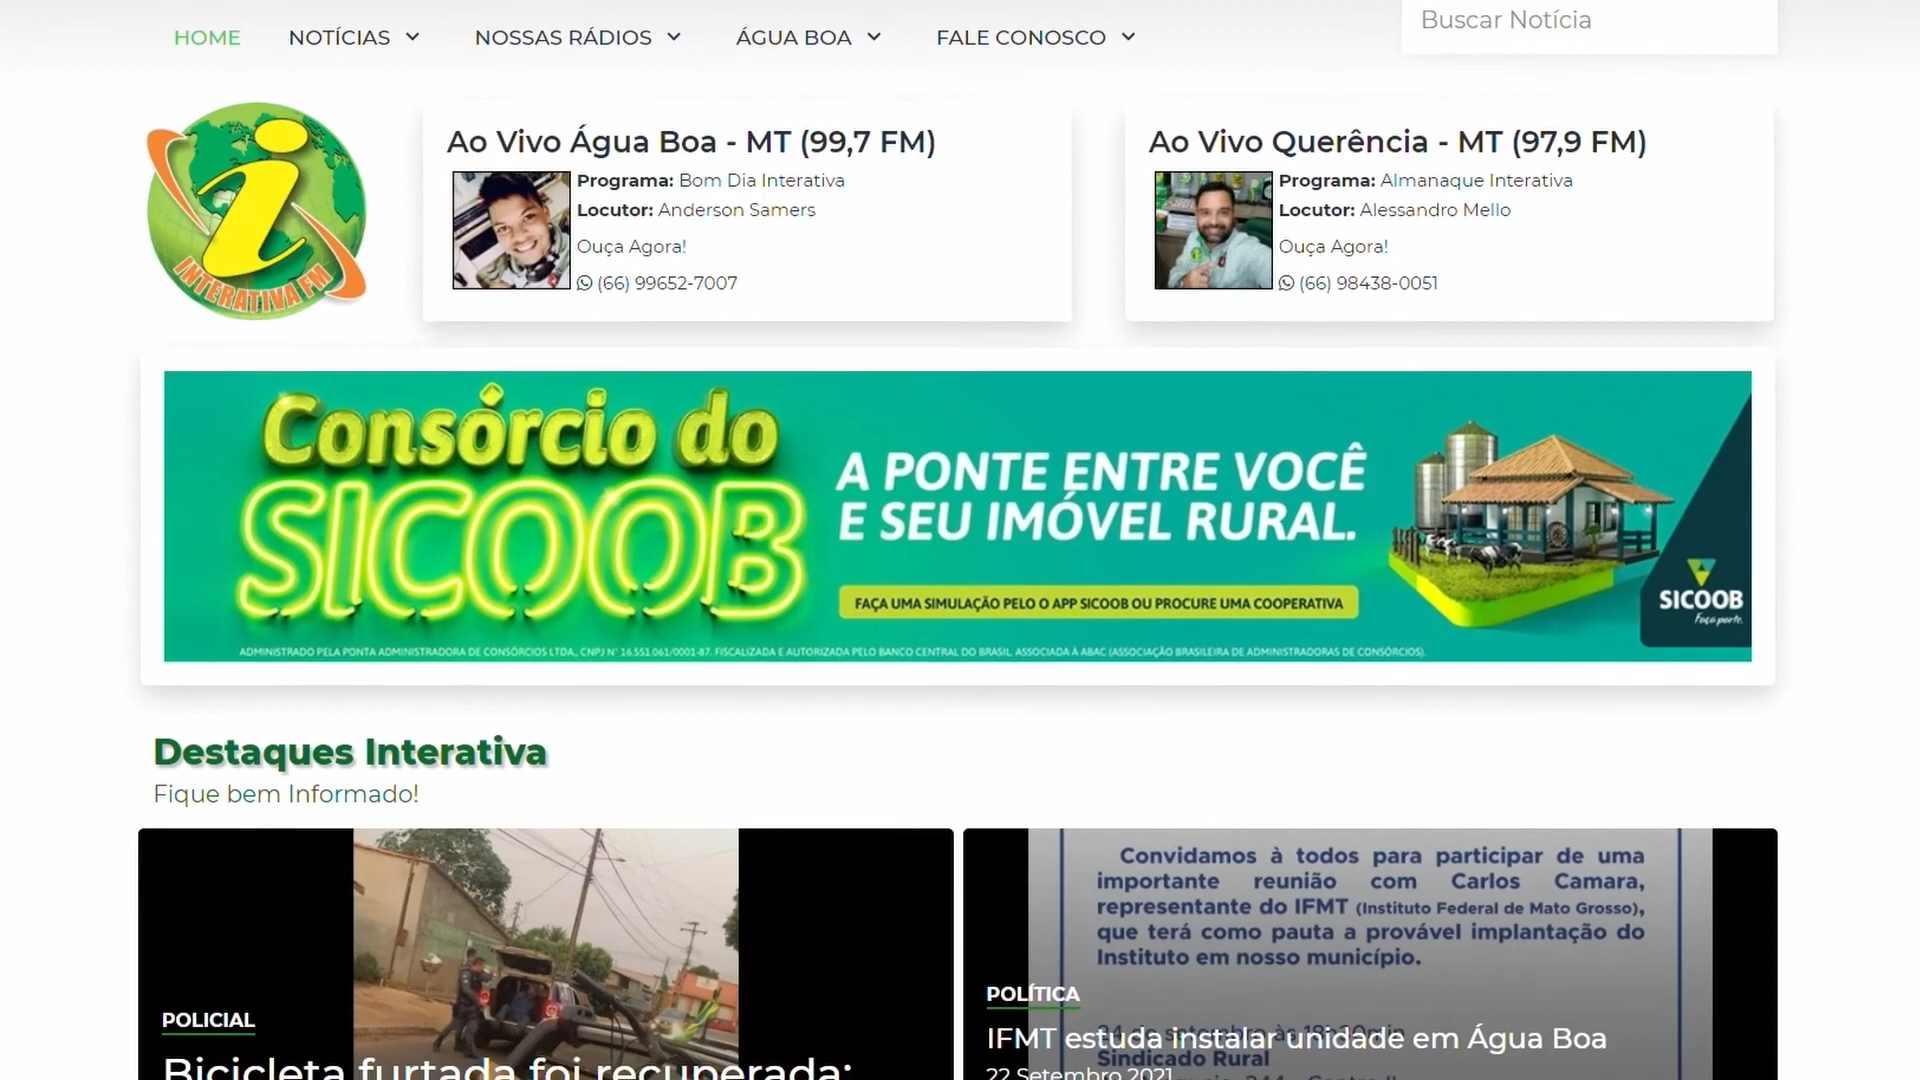 HOME NOTÍCIAS NOSSAS RÁDIOS ÁGUA BOA FALE CONOSCO
Buscar Notícia
i
INTERATIVA FM
Ao Vivo Água Boa - MT (99,7 FM)
Programa: Bom Dia Interativa
Locutor: Anderson Samers
Ouça Agora!
(66) 99652-7007
Ao Vivo Querência - MT (97,9 FM)
Programa: Almanaque Interativa
Locutor: Alessandro Mello
Ouça Agora!
(66) 98438-0051
Consórcio do
SICOOB
A PONTE ENTRE VOCÊ
E SEU IMÓVEL RURAL.
FAÇA UMA SIMULAÇÃO PELO O APP SICOOB OU PROCURE UMA COOPERATIVA
SICOOB
Faça parte.
ADMINISTRADO PELA PONTA ADMINISTRADORA DE CONSÓRCIOS LTDA., CNPJ N° 16.551.061/0001-87. FISCALIZADA E AUTORIZADA PELO BANCO CENTRAL DO BRASIL. ASSOCIADA À ABAC (ASSOCIAÇÃO BRASILEIRA DE ADMINISTRADORAS DE CONSÓRCIOS).
Destaques Interativa
Fique bem Informado!
POLICIAL
Bicicleta furtada foi recuperada;
Convidamos à todos para participar de uma
importante reunião com Carlos Camara,
representante do IFMT (Instituto Federal de Mato Grosso),
que terá como pauta a provável implantação do
Instituto em nosso município.
POLÍTICA
24 de setembro às 18h30min
IFMT estuda instalar unidade em Água Boa
Sindicado Rural
22 Setembro 2021